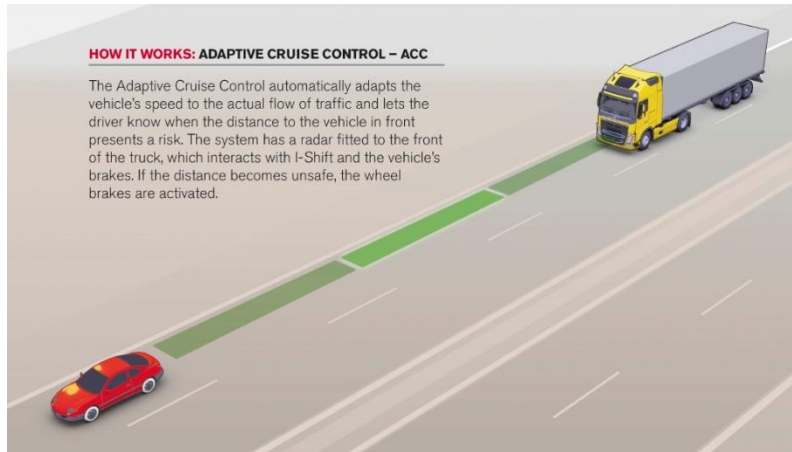 HOW IT WORKS: ADAPTIVE CRUISE CONTROL – ACC
The Adaptive Cruise Control automatically adapts the
vehicle's speed to the actual flow of traffic and lets the
driver know when the distance to the vehicle in front
presents a risk. The system has a radar fitted to the front
of the truck, which interacts with I-Shift and the vehicle's
brakes. If the distance becomes unsafe, the wheel
brakes are activated.